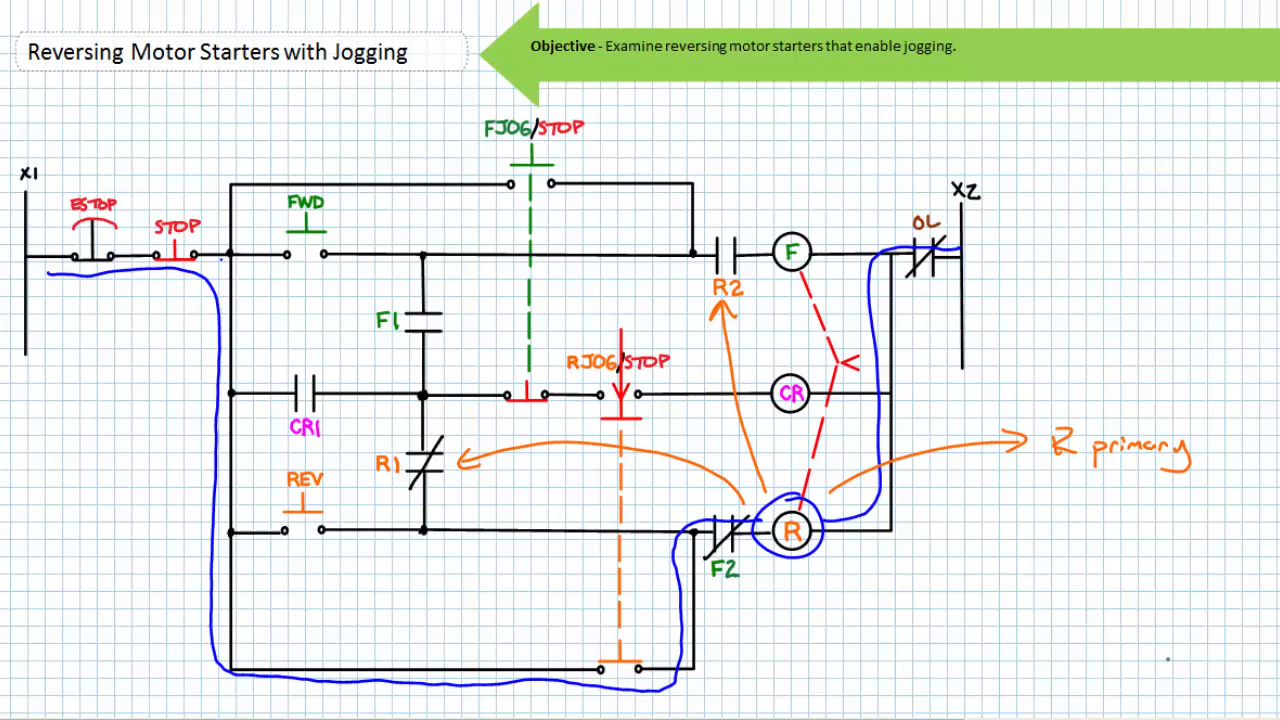 Reversing Motor Starters with Jogging
Objective - Examine reversing motor starters that enable jogging.
FJOG/STOP
X1
X2
ESTOP
STOP
FWD
OL
F
R2
F1
RJOG/STOP
CR
CR1
R1
R primary
REV
R
F2